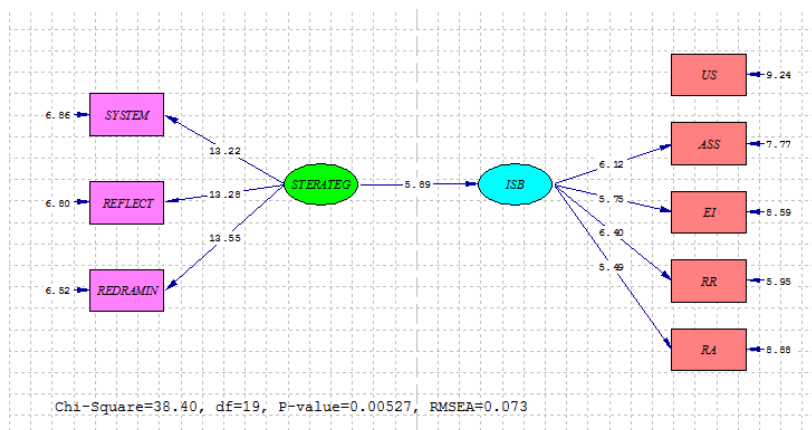 US
9.24
6.86
SYSTEM
ASS
7.77
13.22
6.12
6.80
REFLECT
13.28
STERATEG
5.89
ISB
5.75
EI
8.59
13.55
6.40
5.49
6.52
REDRAMIN
RR
5.95
RA
8.88
Chi-Square=38.40, df=19, P-value=0.00527, RMSEA=0.073